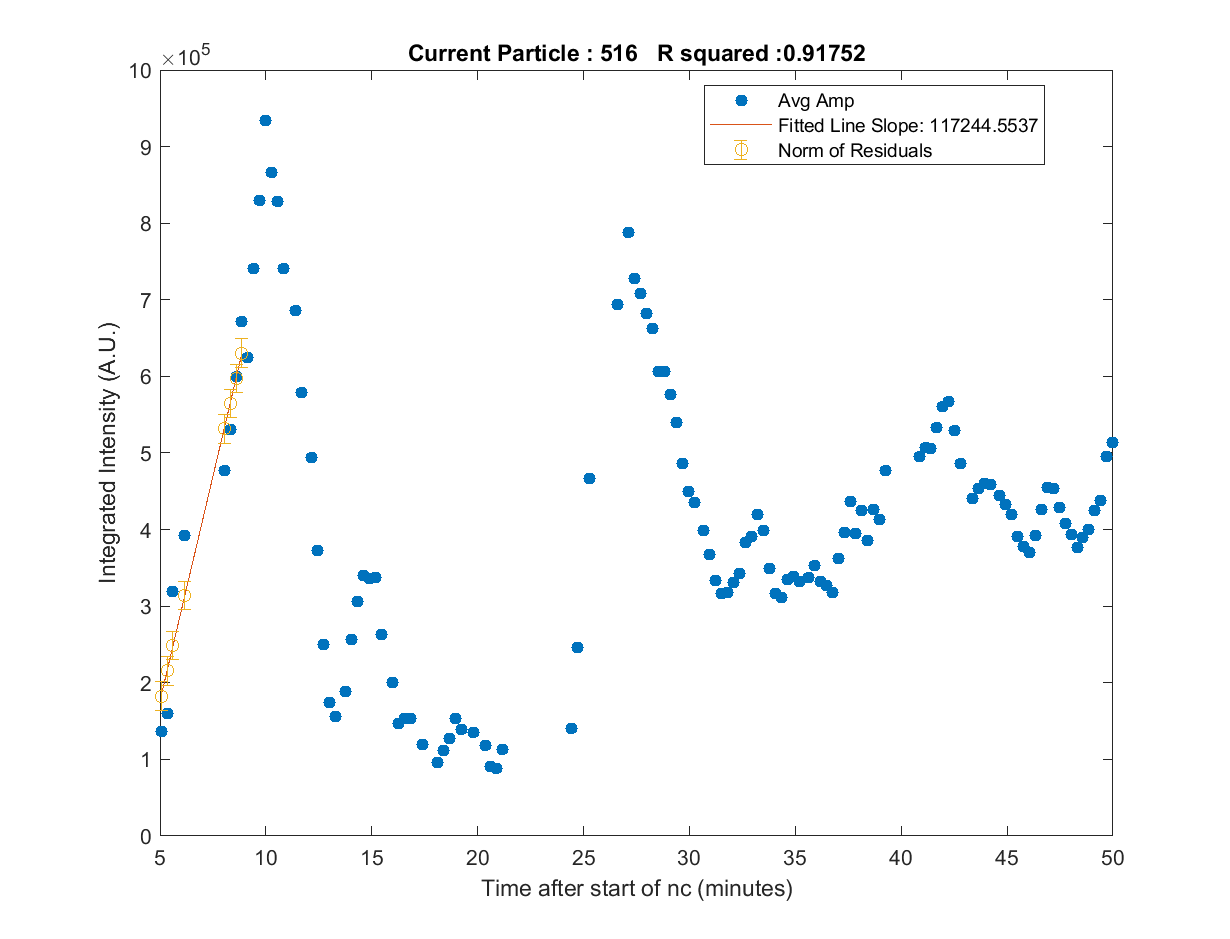 Current Particle : 516   R squared :0.91752
×10^5
Avg Amp
Fitted Line Slope: 117244.5537
Norm of Residuals
10
9
8
7
6
5
4
3
2
1
0
Integrated Intensity (A.U.)
5 10 15 20 25 30 35 40 45 50
Time after start of nc (minutes)